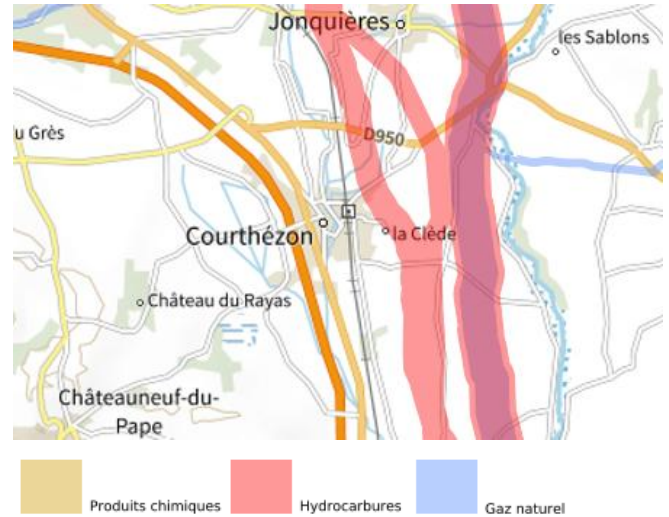 Jonquières
les Sablons
u Grès
D950
Courthézon
la Clède
Château du Rayas
Châteauneuf-du-
Pape
Produits chimiques
Hydrocarbures
Gaz naturel